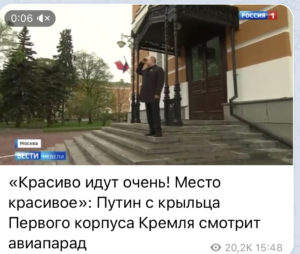 0:06
РОССИЯ 1
Москва
ВЕСТИ НЕДЕЛИ
«Красиво идут очень! Место
красивое»: Путин с крыльца
Первого корпуса Кремля смотрит
авиапарад
20,2K 15:48